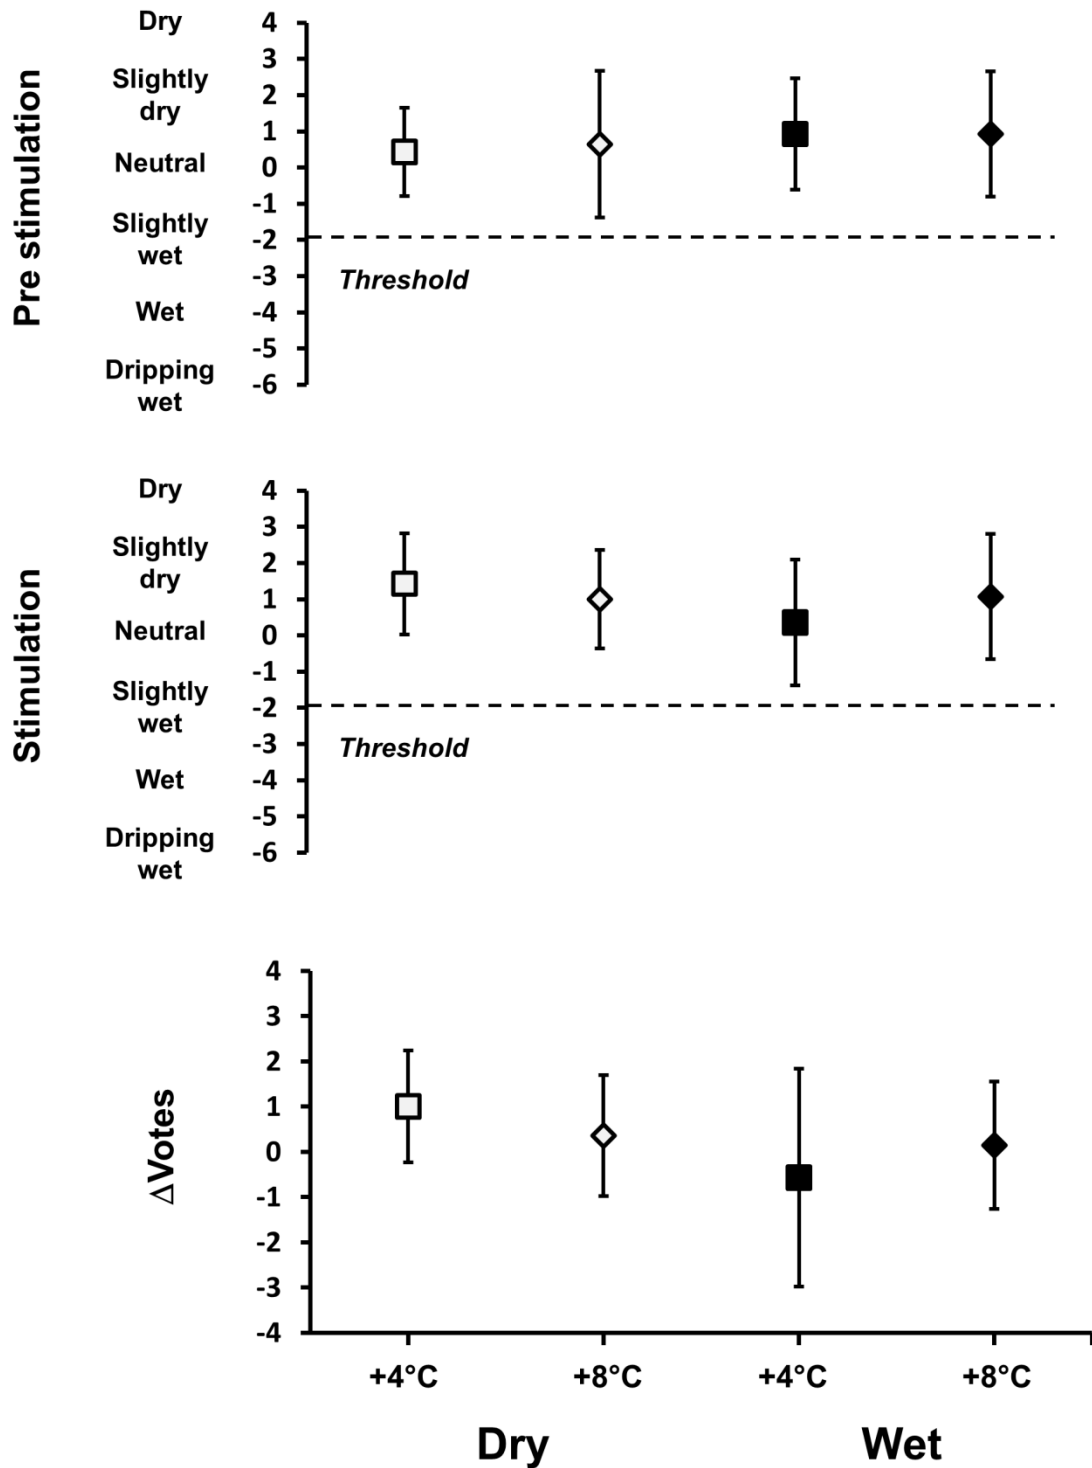 Pre stimulation
Dry
Slightly
dry
Neutral
Slightly
wet
Wet
Dripping
wet
4
3
2
1
0
-1
-2
-3
-4
-5
-6
Threshold
Stimulation
Dry
Slightly
dry
Neutral
Slightly
wet
Wet
Dripping
wet
4
3
2
1
0
-1
-2
-3
-4
-5
-6
Threshold
ΔVotes
4
3
2
1
0
-1
-2
-3
-4
+4°C +8°C +4°C +8°C
Dry Wet